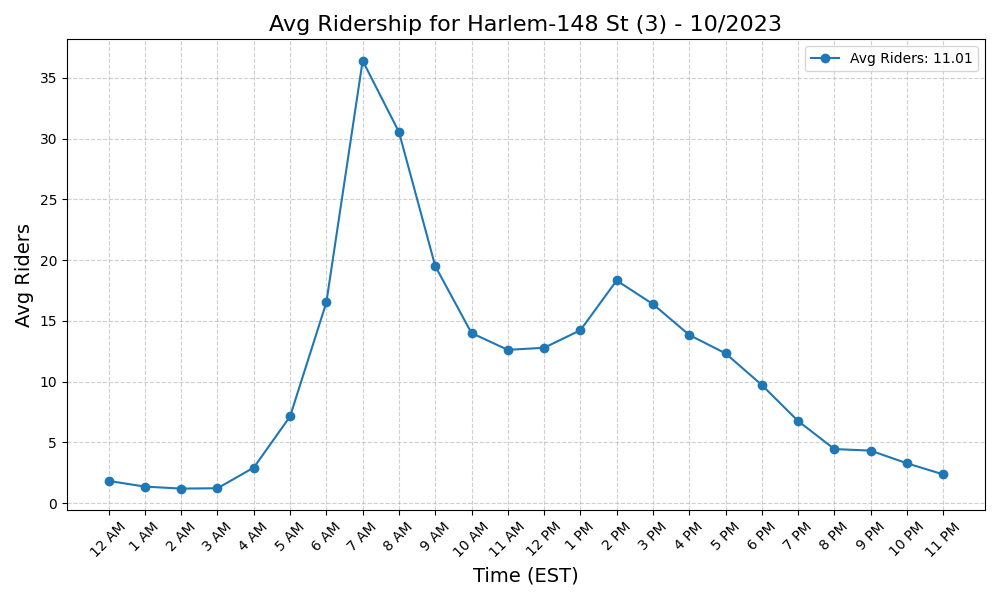 Avg Ridership for Harlem-148 St (3) - 10/2023
Avg Riders: 11.01
Avg Riders
35
30
25
20
15
10
5
0
12 AM
1 AM
2 AM
3 AM
4 AM
5 AM
6 AM
7 AM
8 AM
9 AM
10 AM
11 AM
12 PM
1 PM
2 PM
3 PM
4 PM
5 PM
6 PM
7 PM
8 PM
9 PM
10 PM
11 PM
Time (EST)